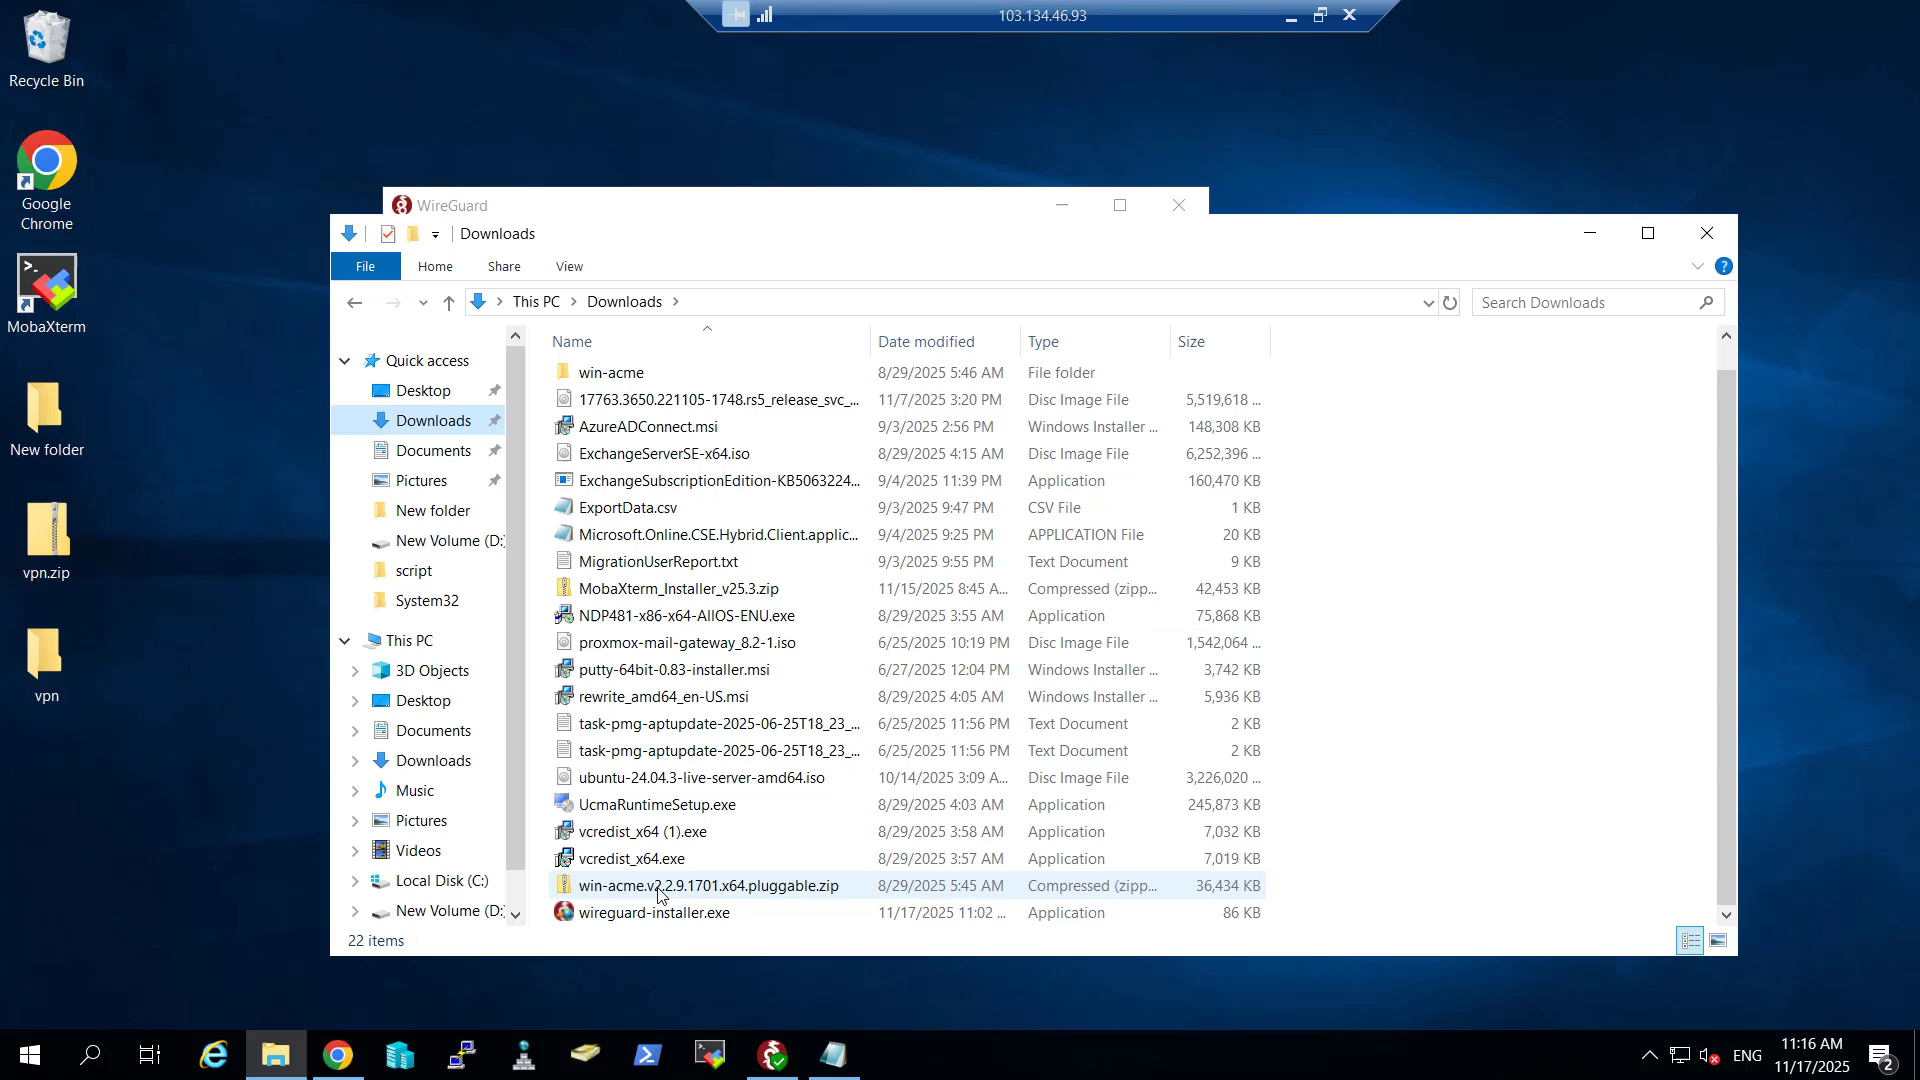 103.134.46.93
Recycle Bin
Google
Chrome
MobaXterm
New folder
vpn.zip
vpn
WireGuard
Downloads
File
Home
Share
View
This PC
Downloads
Search Downloads
Quick access
Desktop
Downloads
Documents
Pictures
New folder
New Volume (D:)
script
System32
This PC
3D Objects
Desktop
Documents
Downloads
Music
Pictures
Videos
Local Disk (C:)
New Volume (D:)
Name Date modified Type Size
win-acme 8/29/2025 5:46 AM File folder
17763.3650.221105-1748.rs5_release_svc_... 11/7/2025 3:20 PM Disc Image File 5,519,618 ...
AzureADConnect.msi 9/3/2025 2:56 PM Windows Installer ... 148,308 KB
ExchangeServerSE-x64.iso 8/29/2025 4:15 AM Disc Image File 6,252,396 ...
ExchangeSubscriptionEdition-KB5063224... 9/4/2025 11:39 PM Application 160,470 KB
ExportData.csv 9/3/2025 9:47 PM CSV File 1 KB
Microsoft.Online.CSE.Hybrid.Client.applic... 9/4/2025 9:25 PM APPLICATION File 20 KB
MigrationUserReport.txt 9/3/2025 9:55 PM Text Document 9 KB
MobaXterm_Installer_v25.3.zip 11/15/2025 8:45 A... Compressed (zipp... 42,453 KB
NDP481-x86-x64-AllOS-ENU.exe 8/29/2025 3:55 AM Application 75,868 KB
proxmox-mail-gateway_8.2-1.iso 6/25/2025 10:19 PM Disc Image File 1,542,064 ...
putty-64bit-0.83-installer.msi 6/27/2025 12:04 PM Windows Installer ... 3,742 KB
rewrite_amd64_en-US.msi 8/29/2025 4:05 AM Windows Installer ... 5,936 KB
task-pmg-aptupdate-2025-06-25T18_23_... 6/25/2025 11:56 PM Text Document 2 KB
task-pmg-aptupdate-2025-06-25T18_23_... 6/25/2025 11:56 PM Text Document 2 KB
ubuntu-24.04.3-live-server-amd64.iso 10/14/2025 3:09 A... Disc Image File 3,226,020 ...
UcmaRuntimeSetup.exe 8/29/2025 4:03 AM Application 245,873 KB
vcredist_x64 (1).exe 8/29/2025 3:58 AM Application 7,032 KB
vcredist_x64.exe 8/29/2025 3:57 AM Application 7,019 KB
win-acme.v2.2.9.1701.x64.pluggable.zip 8/29/2025 5:45 AM Compressed (zipp... 36,434 KB
wireguard-installer.exe 11/17/2025 11:02 ... Application 86 KB
22 items
ENG
11:16 AM
11/17/2025
2